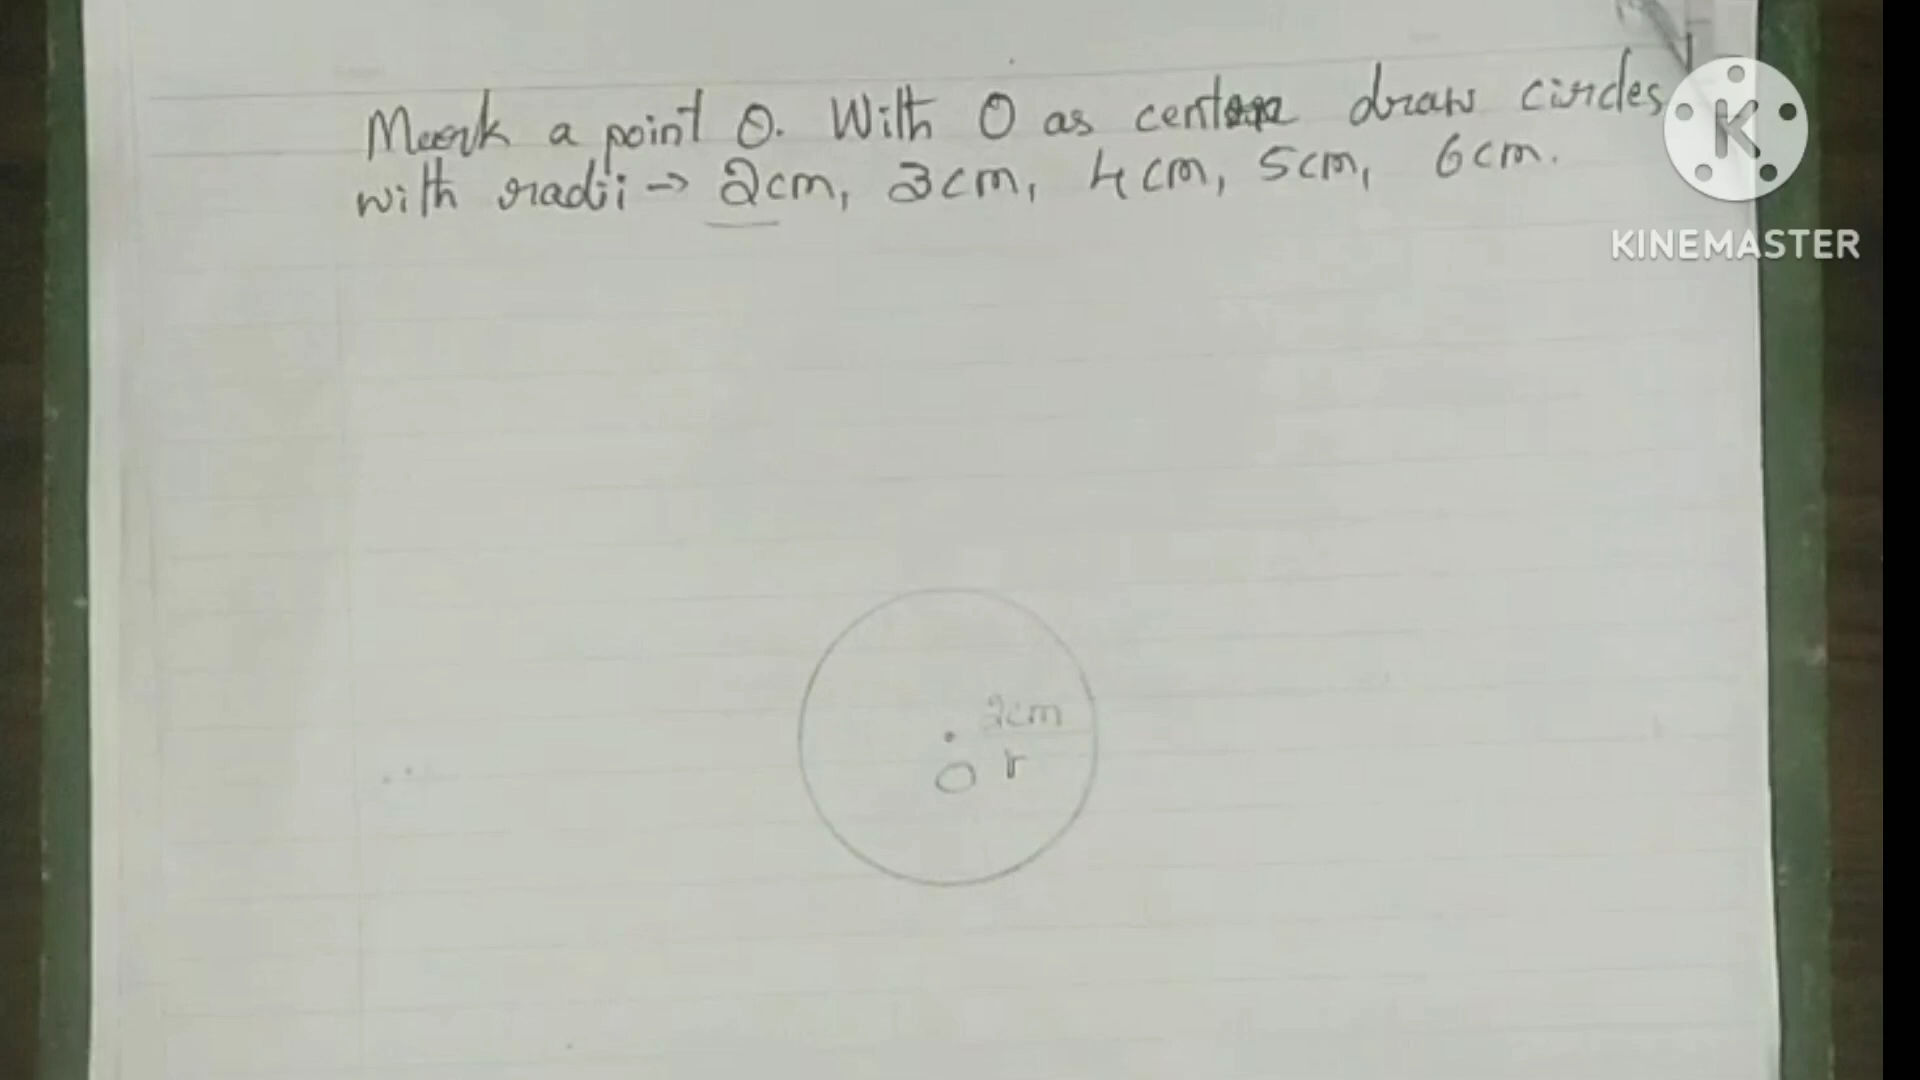 Mark a point O. With O as centre draw circles
with radii → 2cm, 3cm, 4cm, 5cm, 6cm.
K
KINEMASTER
2cm
O r